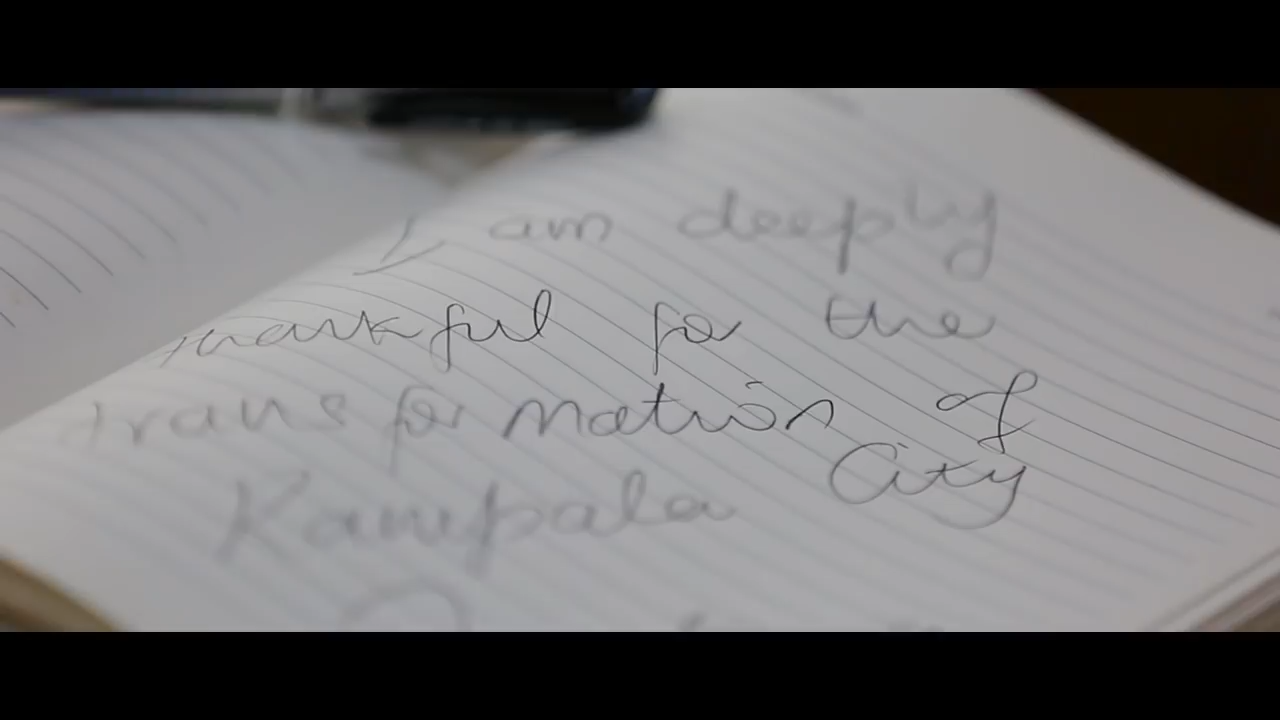 I am deeply
thankful for the
transformation of
Kampala City